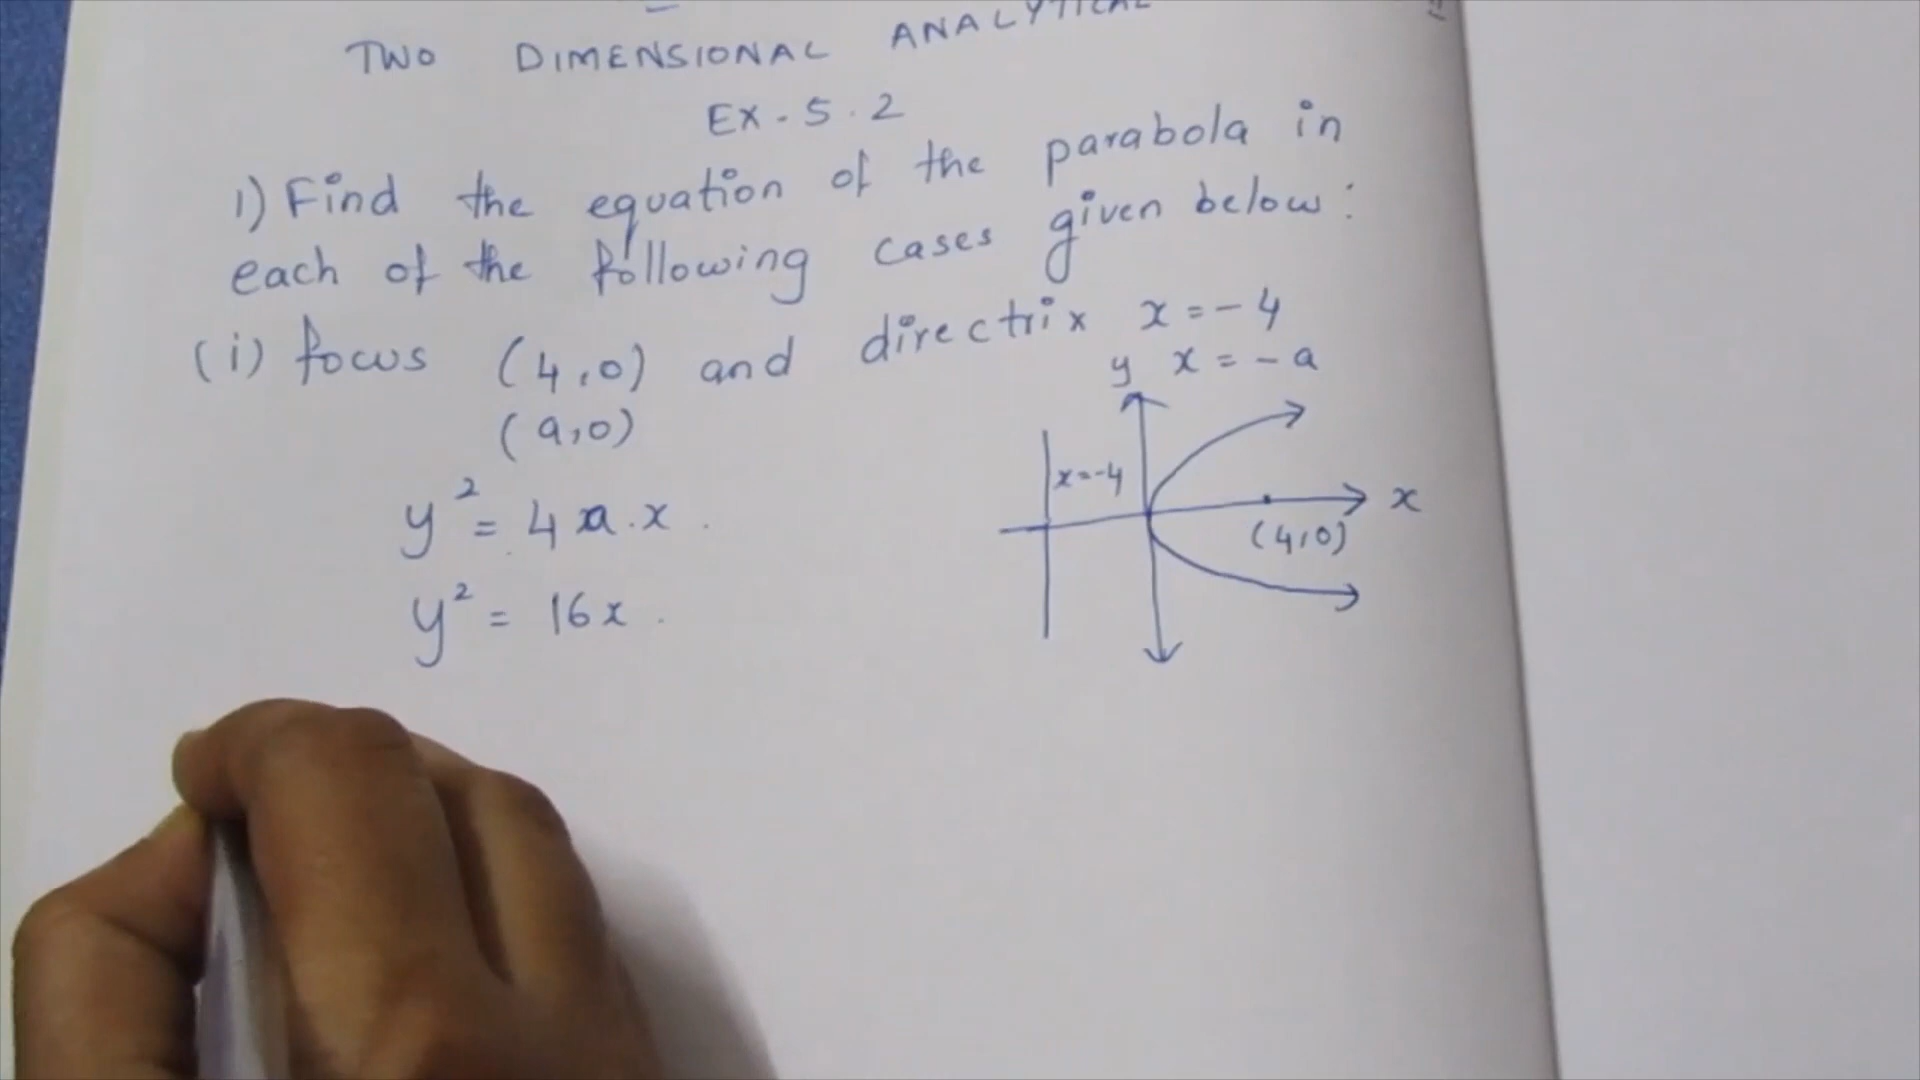 TWO DIMENSIONAL ANALYTICAL
EX - 5.2
1) Find the equation of the parabola in
each of the following cases given below:
(i) focus (4,0) and directrix x = -4
(a,0)
x = -a
y² = 4a.x.
y² = 16x.
y
x=-4
x
(4,0)